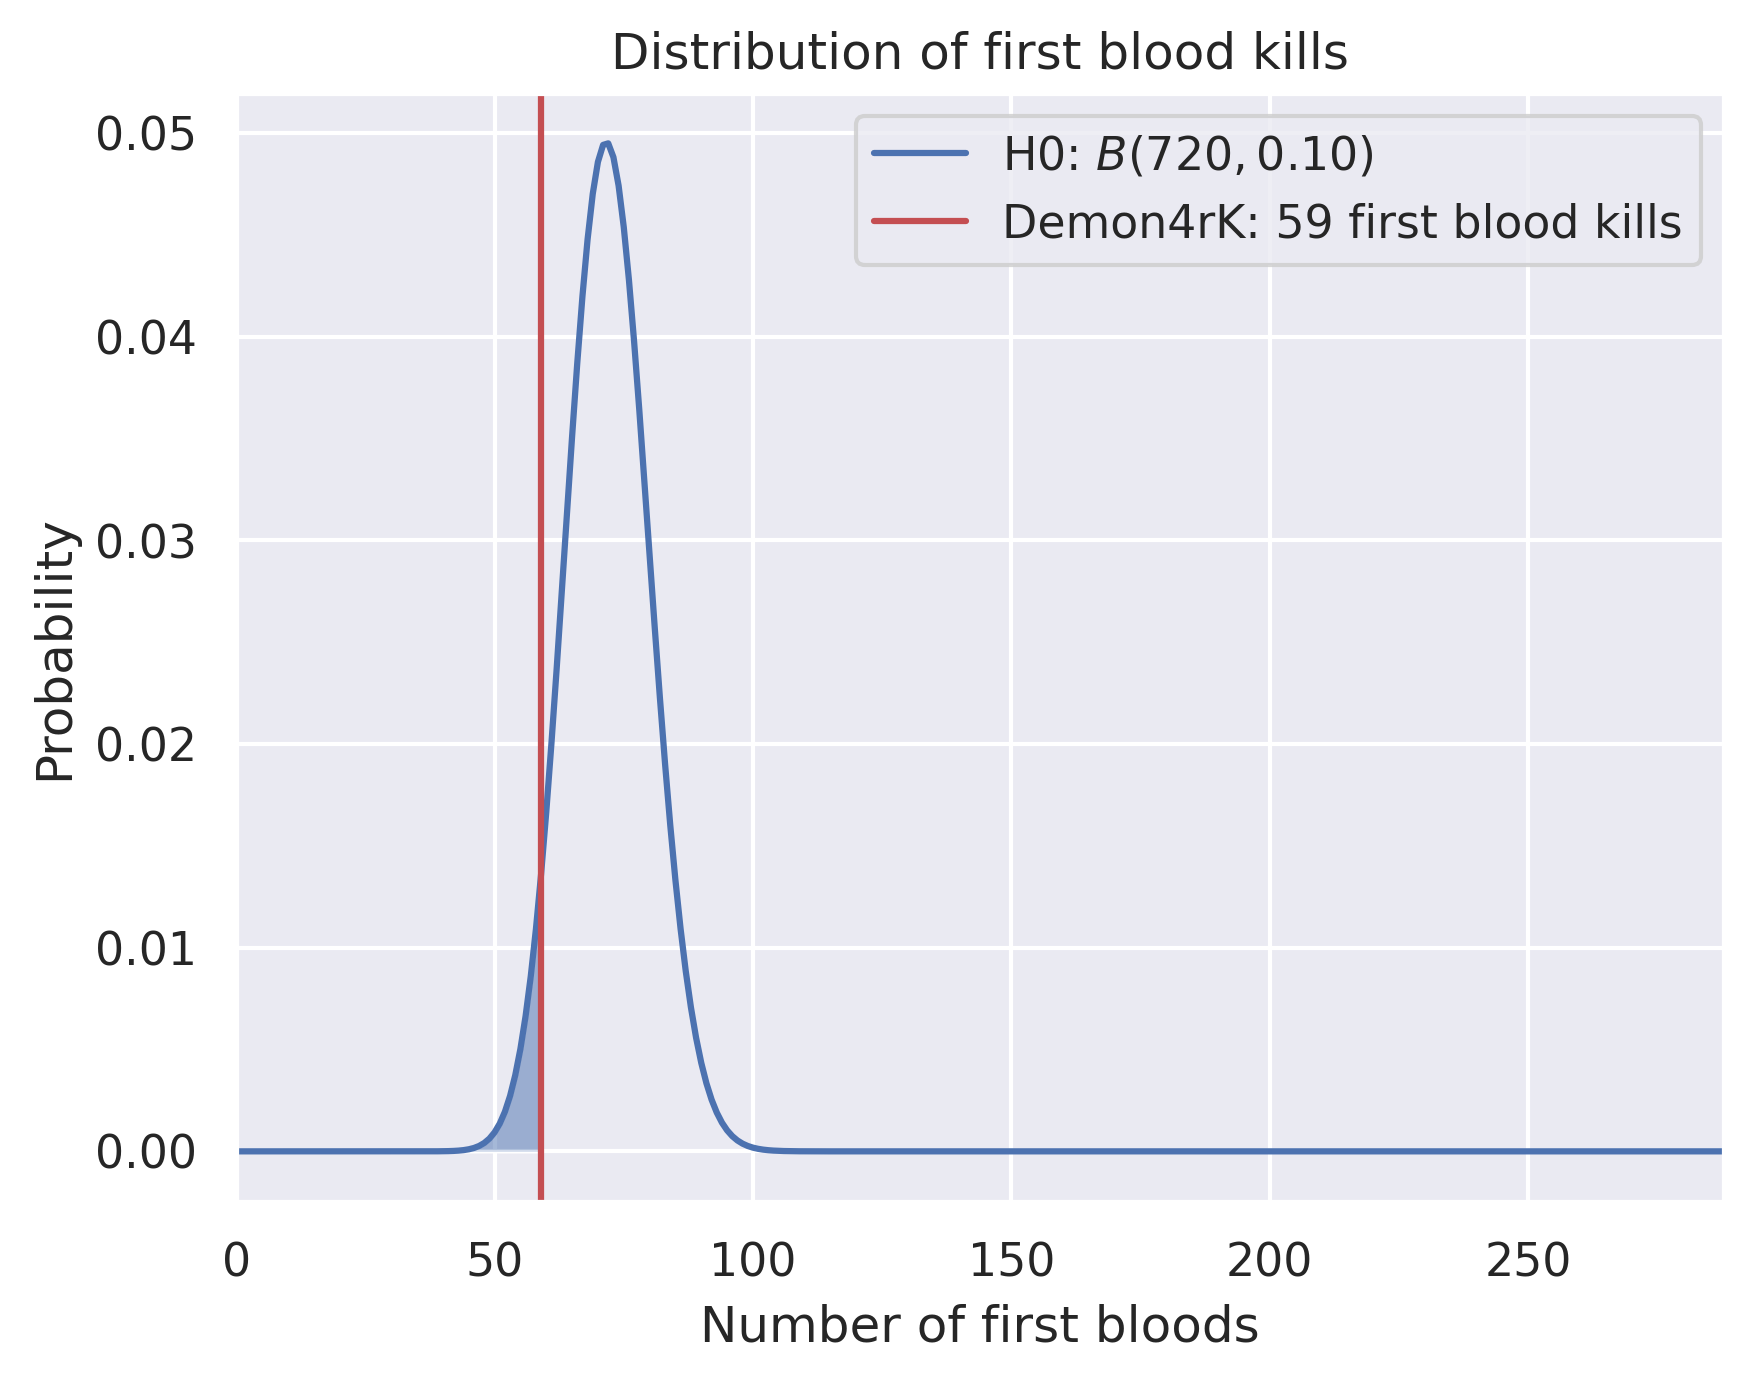 Distribution of first blood kills
H0: B(720, 0.10)
Demon4rK: 59 first blood kills
Probability
0.05
0.04
0.03
0.02
0.01
0.00
0 50 100 150 200 250
Number of first bloods